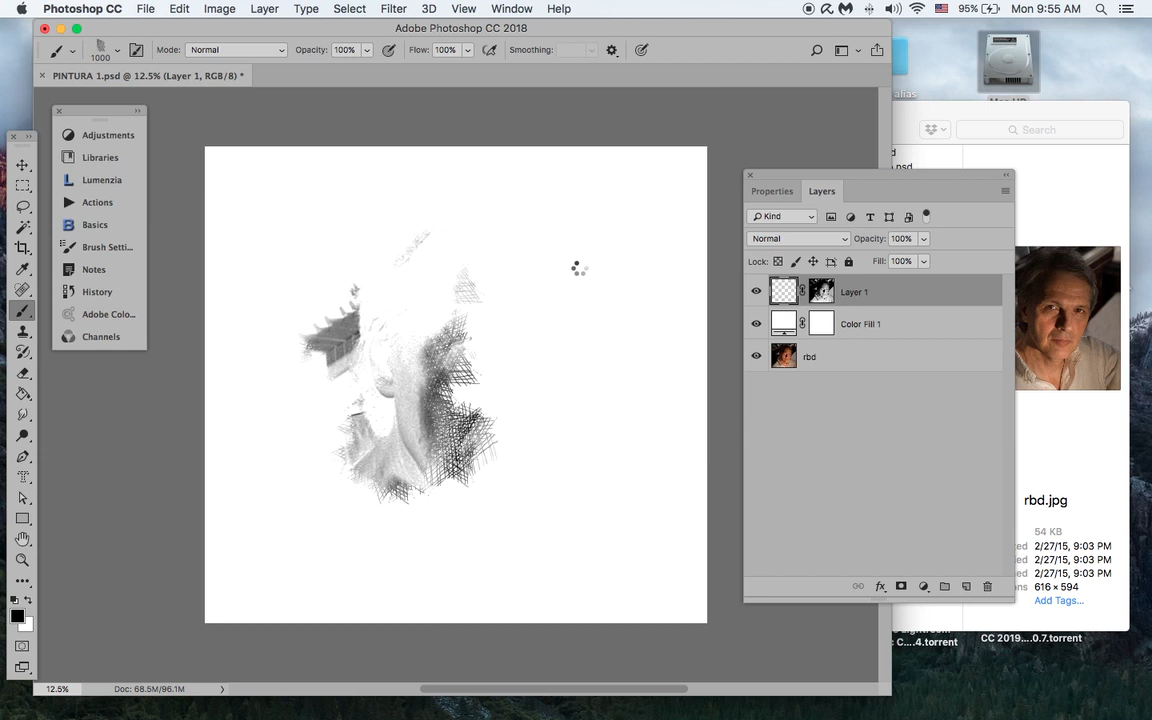 Photoshop CC File Edit Image Layer Type Select Filter 3D View Window Help 95% Mon 9:55 AM
Adobe Photoshop CC 2018
1000 Mode: Normal Opacity: 100% Flow: 100% Smoothing:
PINTURA 1.psd @ 12.5% (Layer 1, RGB/8) *
alias
Search
Adjustments
Libraries
Lumenzia
Actions
Basics
Brush Setti...
Notes
History
Adobe Colo...
Channels
Properties Layers
Kind
Normal Opacity: 100%
Lock: Fill: 100%
Layer 1
Color Fill 1
rbd
rbd.jpg
54 KB
2/27/15, 9:03 PM
2/27/15, 9:03 PM
2/27/15, 9:03 PM
616 × 594
Add Tags...
C....4.torrent
CC 2019....0.7.torrent
12.5% Doc: 68.5M/96.1M